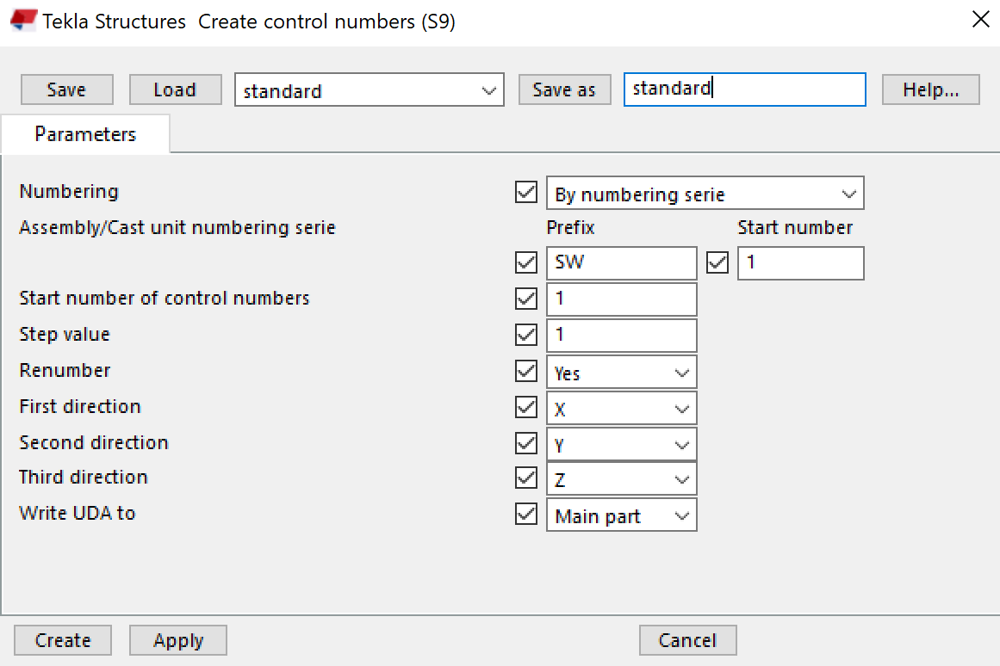 Tekla Structures Create control numbers (S9)
Save Load standard Save as standard Help...
Parameters
Numbering By numbering serie
Assembly/Cast unit numbering serie Prefix Start number
SW 1
Start number of control numbers 1
Step value 1
Renumber Yes
First direction X
Second direction Y
Third direction Z
Write UDA to Main part
Create Apply Cancel